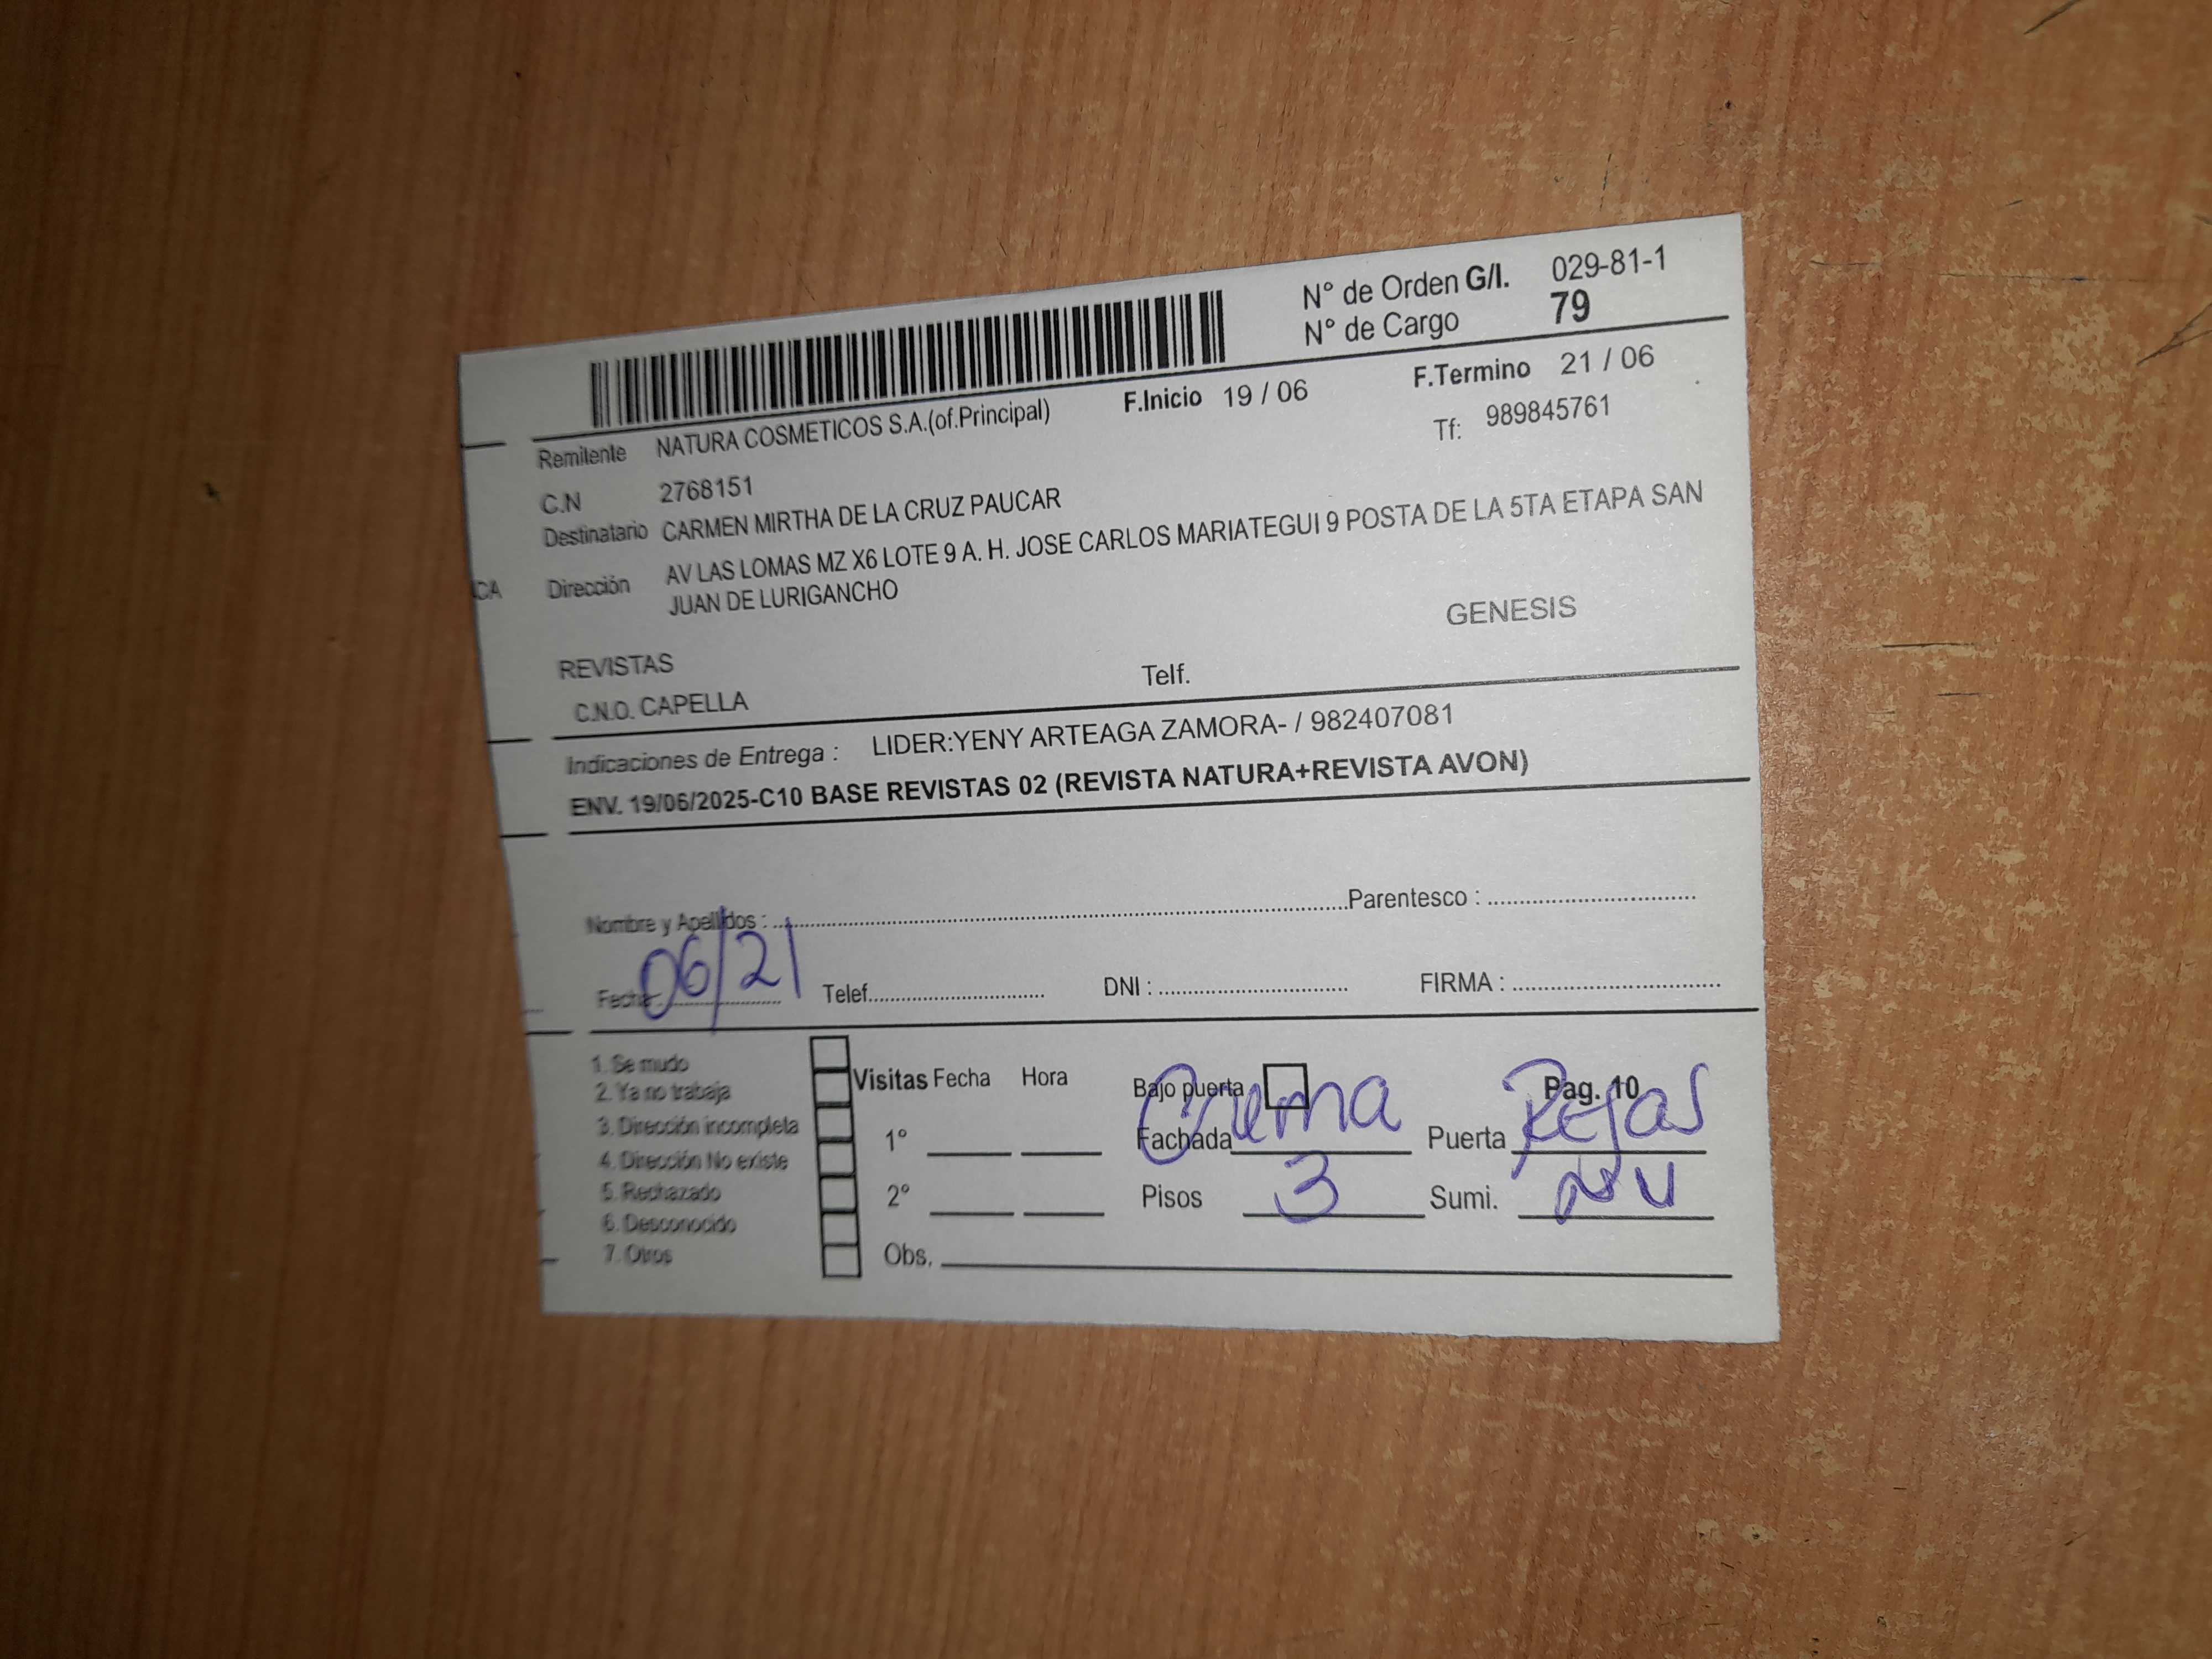 N° de Orden G/I. 029-81-1
N° de Cargo 79
F.Inicio 19 / 06 F.Termino 21 / 06
Remitente NATURA COSMETICOS S.A.(of.Principal)
Tf: 989845761
C.N 2768151
Destinatario CARMEN MIRTHA DE LA CRUZ PAUCAR
CA
Dirección AV LAS LOMAS MZ X6 LOTE 9 A. H. JOSE CARLOS MARIATEGUI 9 POSTA DE LA 5TA ETAPA SAN
JUAN DE LURIGANCHO
GENESIS
REVISTAS
C.N.O. CAPELLA Telf.
Indicaciones de Entrega : LIDER:YENY ARTEAGA ZAMORA- / 982407081
ENV. 19/06/2025-C10 BASE REVISTAS 02 (REVISTA NATURA+REVISTA AVON)
Nombre y Apellidos : Parentesco :
Fecha: 06/21 Telef. DNI : FIRMA :
1. Se mudo
2. Ya no trabaja
3. Dirección incompleta
4. Dirección No existe
5. Rechazado
6. Desconocido
7. Otros
Visitas Fecha Hora
1°
2°
Obs.
Bajo puerta Pag. 10
Fachada Crema Puerta Rejas
Pisos 3 Sumi.